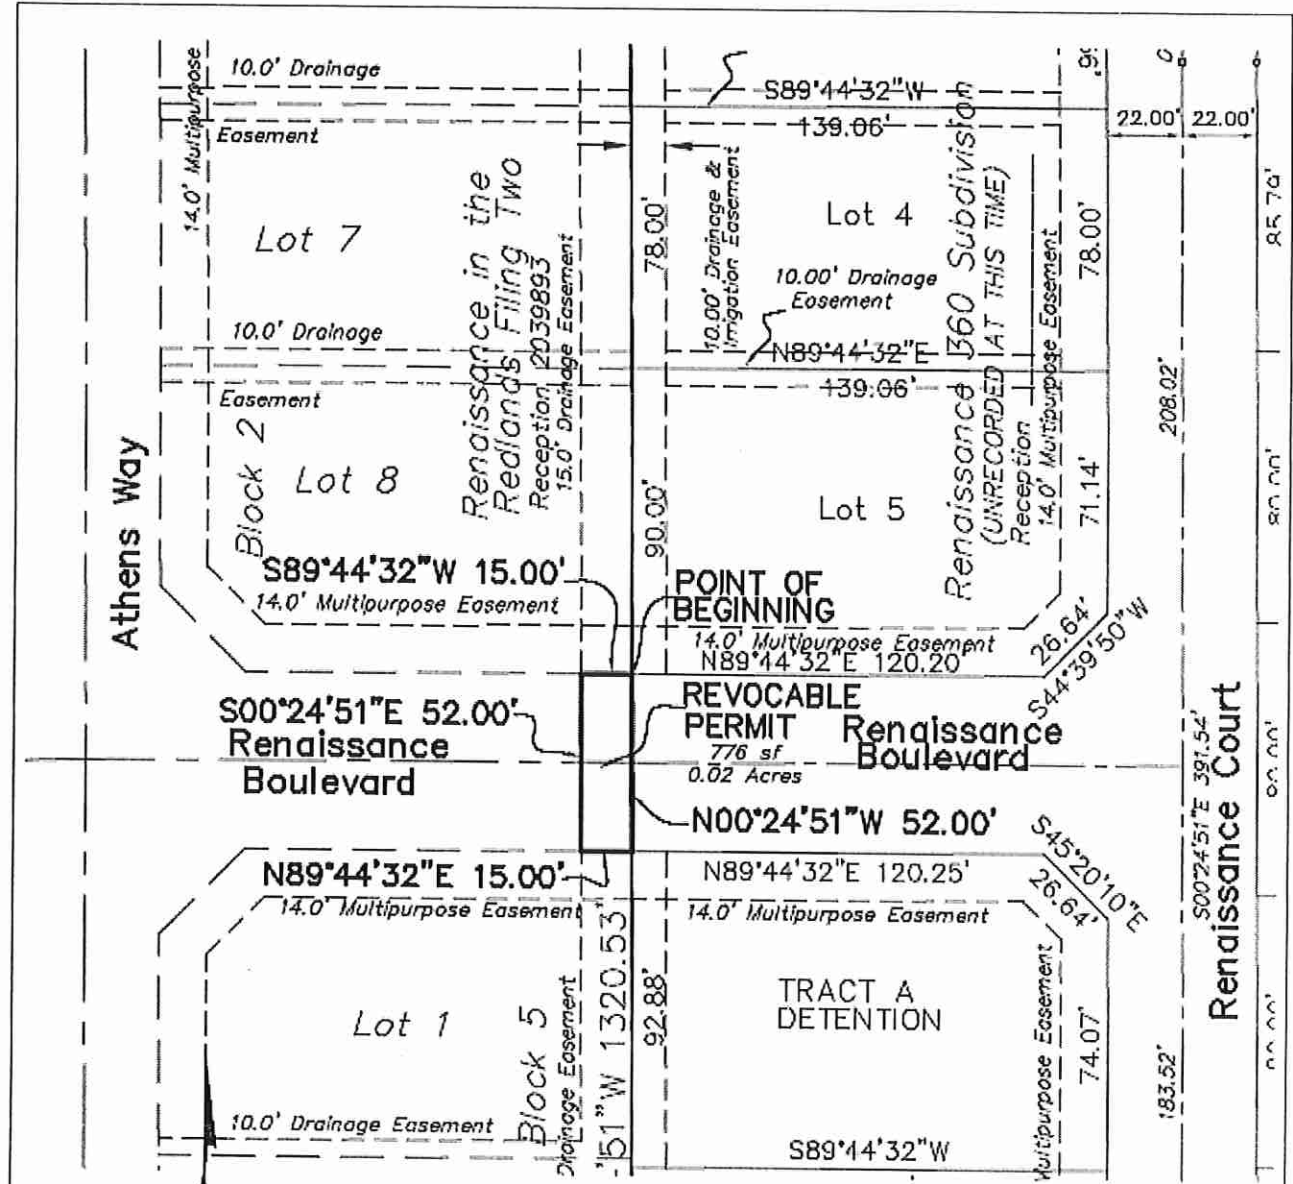 10.0' Drainage
Easement
14.0' Multipurpose
S89°44'32"W
139.06'
22.00'
22.00'
Lot 7
Renaissance in the
Redlands Filing Two
Reception 2039893
15.0' Drainage Easement
78.00'
10.00' Drainage &
Irrigation Easement
Lot 4
10.00' Drainage
Easement
Renaissance 360 Subdivision
(UNRECORDED AT THIS TIME)
Reception
14.0' Multipurpose Easement
78.00'
10.0' Drainage
Easement
N89°44'32"E
139.06'
208.02'
Athens Way
Block 2
Lot 8
90.00'
Lot 5
71.14'
S89°44'32"W 15.00'
14.0' Multipurpose Easement
POINT OF
BEGINNING
14.0' Multipurpose Easement
N89°44'32"E 120.20'
26.64'
S44°39'50"W
S00°24'51"E 52.00'
Renaissance
Boulevard
REVOCABLE
PERMIT
776 sf
0.02 Acres
Renaissance
Boulevard
S00°24'51"E 391.54'
Renaissance Court
N00°24'51"W 52.00'
N89°44'32"E 15.00'
14.0' Multipurpose Easement
N89°44'32"E 120.25'
14.0' Multipurpose Easement
S45°20'10"E
26.64'
Lot 1
Block 5
Drainage Easement
'51"W 1320.53'
92.88'
TRACT A
DETENTION
Multipurpose Easement
74.07'
183.52'
10.0' Drainage Easement
S89°44'32"W